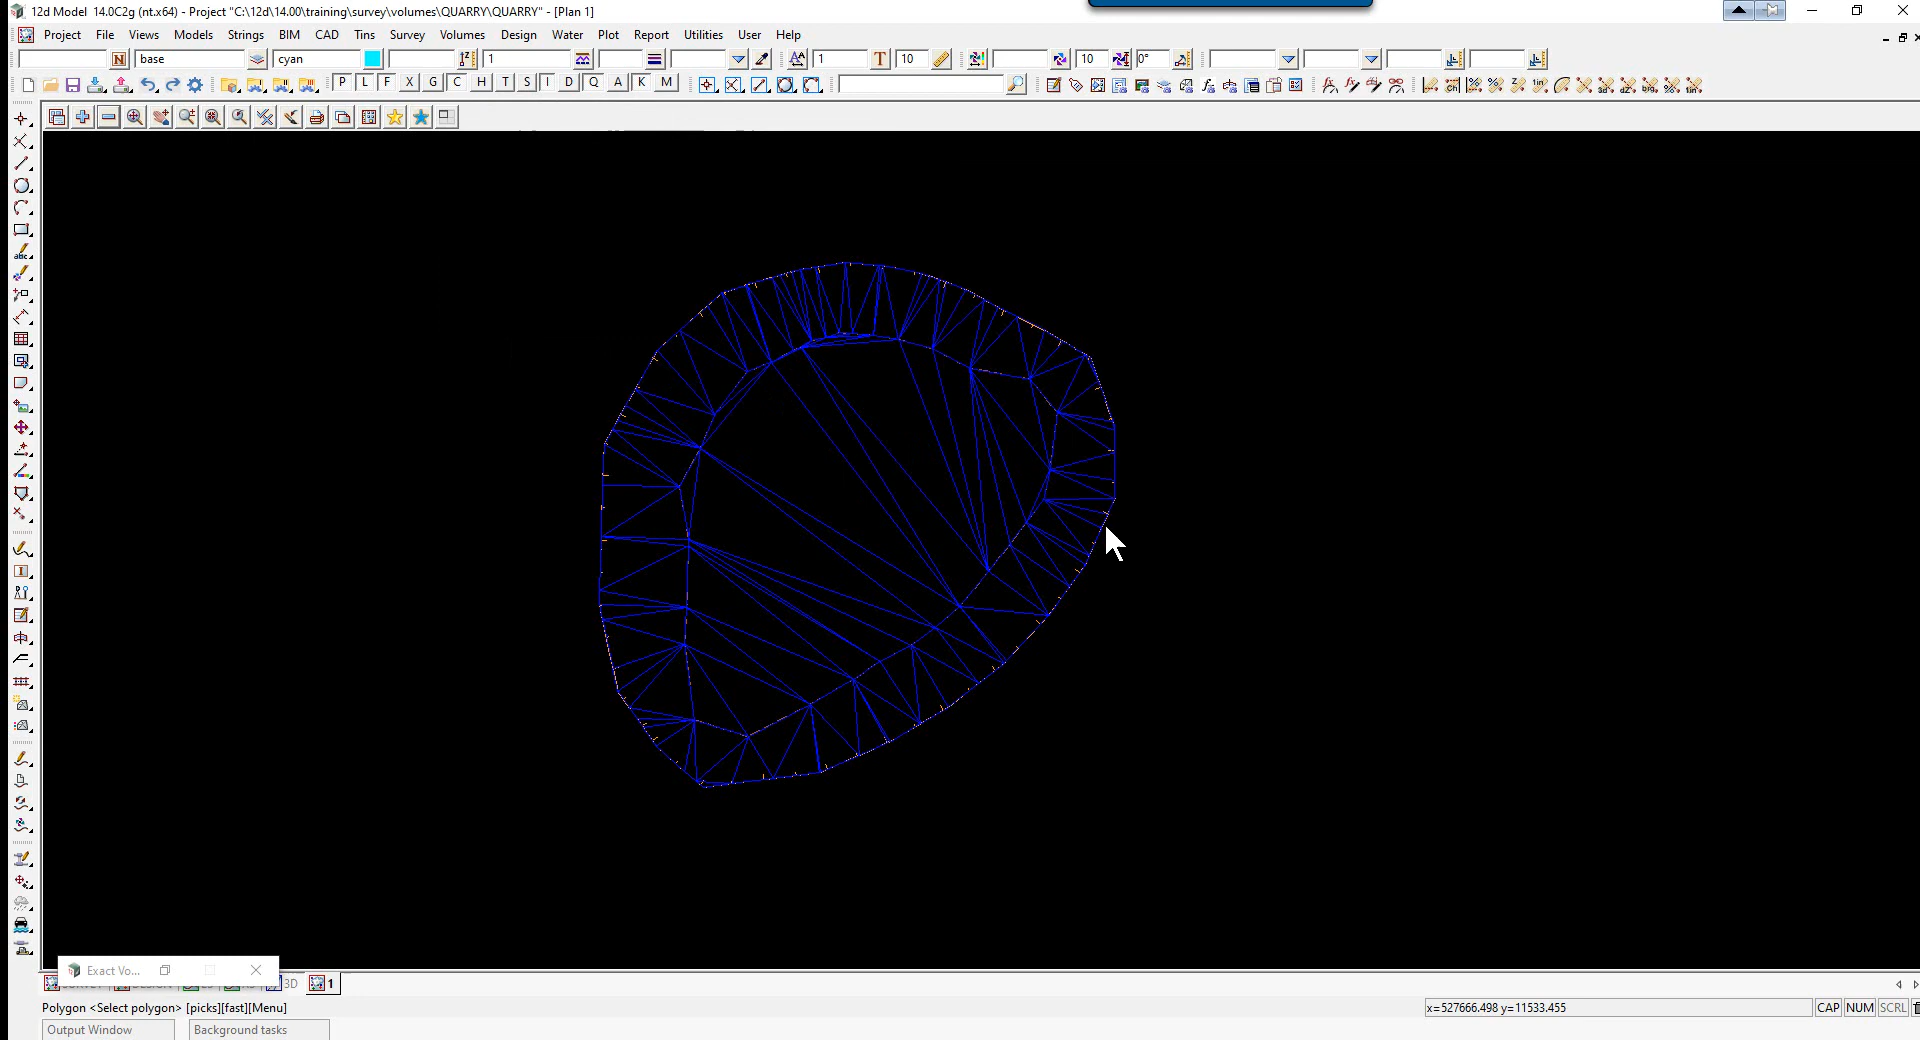 12d Model 14.0C2g (nt.x64) - Project "C:\12d\14.00\training\survey\volumes\QUARRY\QUARRY" - [Plan 1]
Project File Views Models Strings BIM CAD Tins Survey Volumes Design Water Plot Report Utilities User Help
N base cyan 1 1 T 10 10 0°
P L F X G C H T S I D Q A K M
Exact Vo...
3D 1
Polygon <Select polygon> [picks][fast][Menu]
x=527666.498 y=11533.455
CAP NUM SCRL
Output Window Background tasks